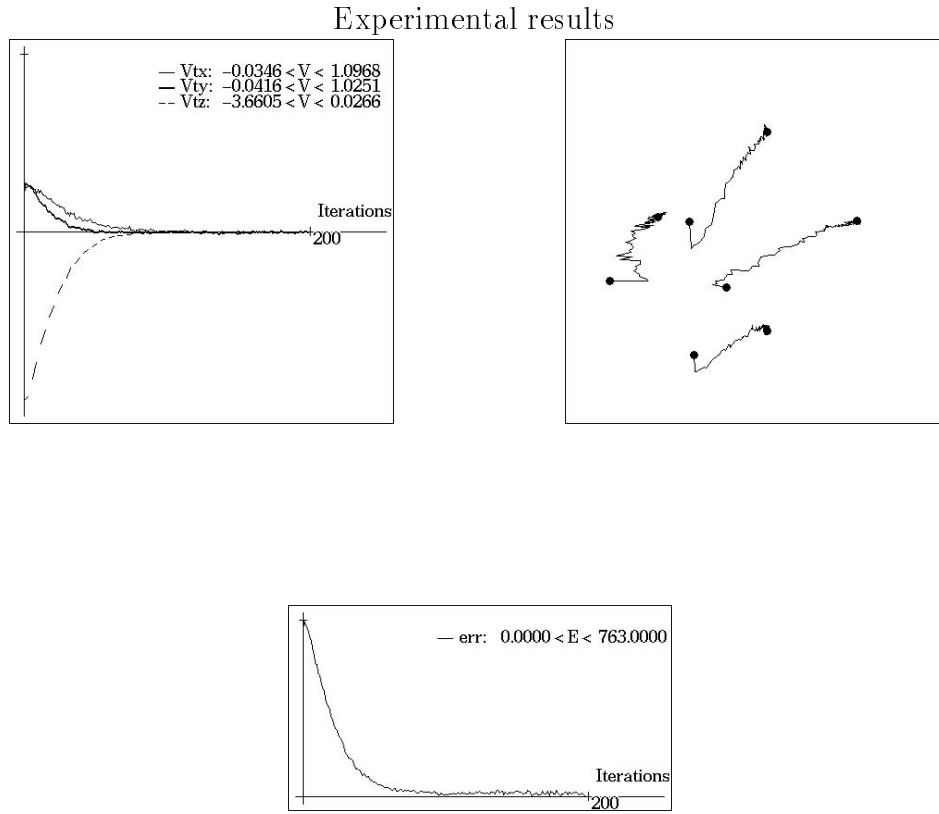 Experimental results
Vtx: −0.0346 < V < 1.0968
Vty: −0.0416 < V < 1.0251
Vtz: −3.6605 < V < 0.0266
Iterations
200
err: 0.0000 < E < 763.0000
Iterations
200